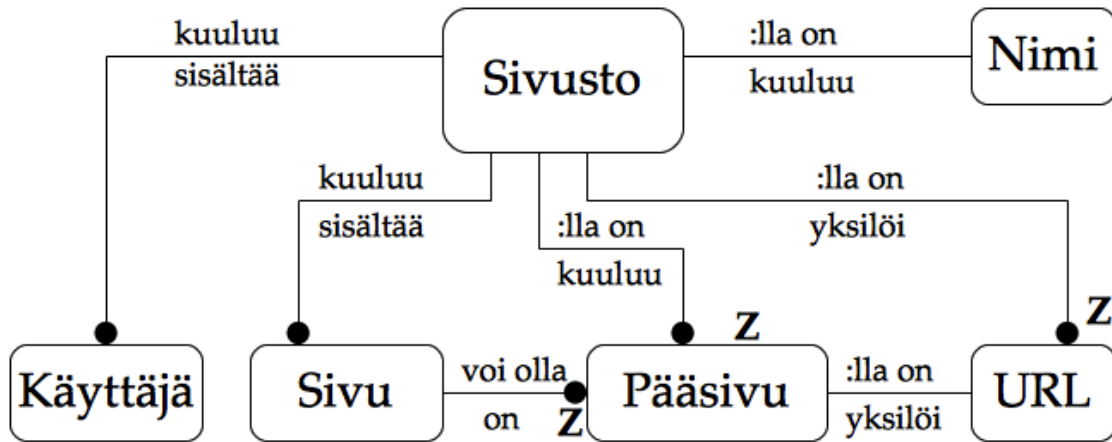 kuuluu
sisältää
Sivusto
:lla on
kuuluu
Nimi
kuuluu
sisältää
:lla on
kuuluu
:lla on
yksilöi
Z
Z
Käyttäjä
Sivu
voi olla
on
Z
Pääsivu
:lla on
yksilöi
URL